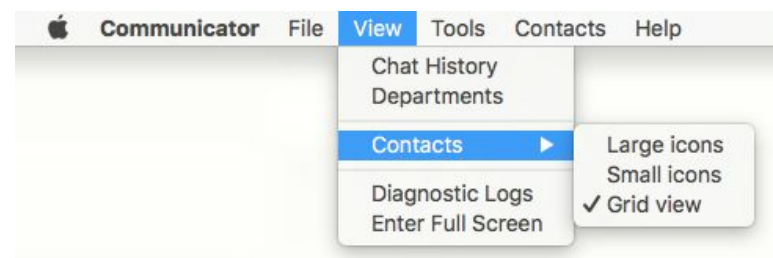 Communicator File View Tools Contacts Help
Chat History
Departments
Contacts
Large icons
Small icons
Grid view
Diagnostic Logs
Enter Full Screen